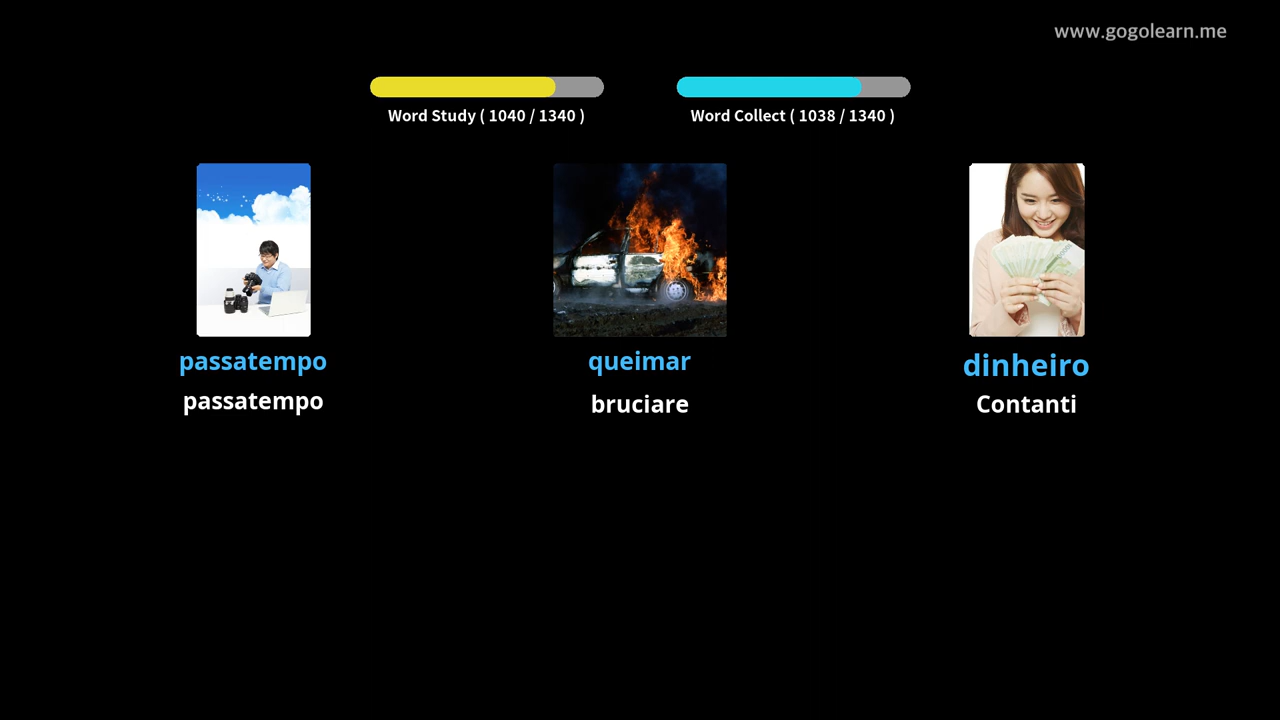 www.gogolearn.me
Word Study ( 1040 / 1340 )
Word Collect ( 1038 / 1340 )
passatempo
passatempo
queimar
bruciare
dinheiro
Contanti